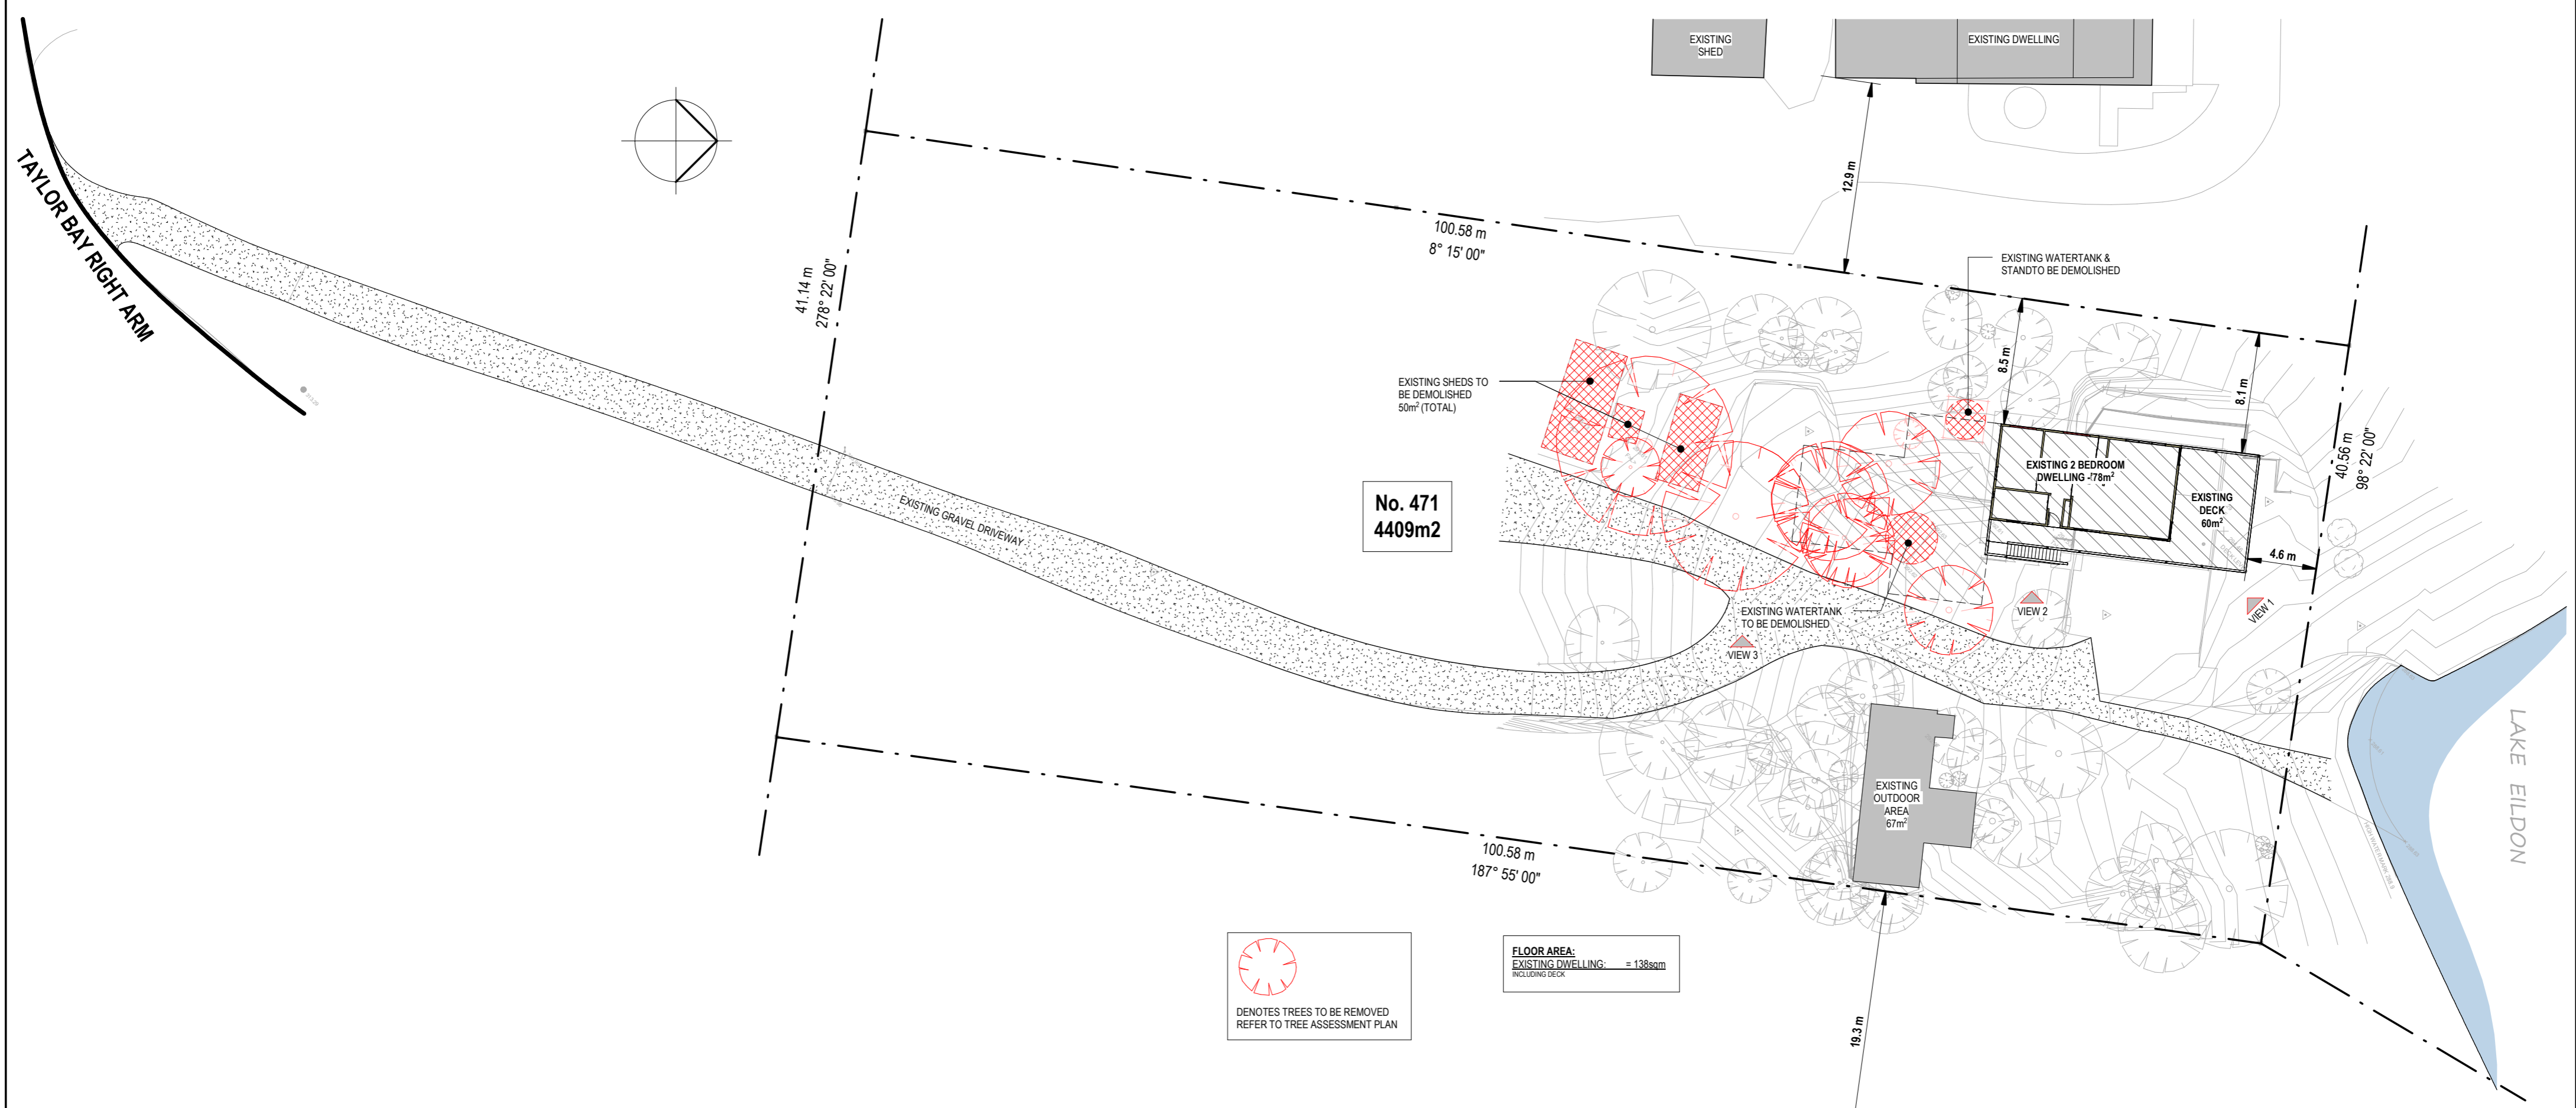 TAYLOR BAY RIGHT ARM
EXISTING
SHED
EXISTING DWELLING
12.9 m
100.58 m
8° 15' 00"
41.14 m
278° 22' 00"
EXISTING WATERTANK &
STANDTO BE DEMOLISHED
8.5 m
8.1 m
40.56 m
98° 22' 00"
EXISTING SHEDS TO
BE DEMOLISHED
50m² (TOTAL)
EXISTING 2 BEDROOM
DWELLING - 78m²
EXISTING
DECK
60m²
4.6 m
No. 471
4409m2
EXISTING GRAVEL DRIVEWAY
EXISTING WATERTANK
TO BE DEMOLISHED
VIEW 1
VIEW 2
VIEW 3
EXISTING
OUTDOOR
AREA
67m²
LAKE EILDON
100.58 m
187° 55' 00"
19.3 m
DENOTES TREES TO BE REMOVED
REFER TO TREE ASSESSMENT PLAN
FLOOR AREA:
EXISTING DWELLING: = 138sqm
INCLUDING DECK